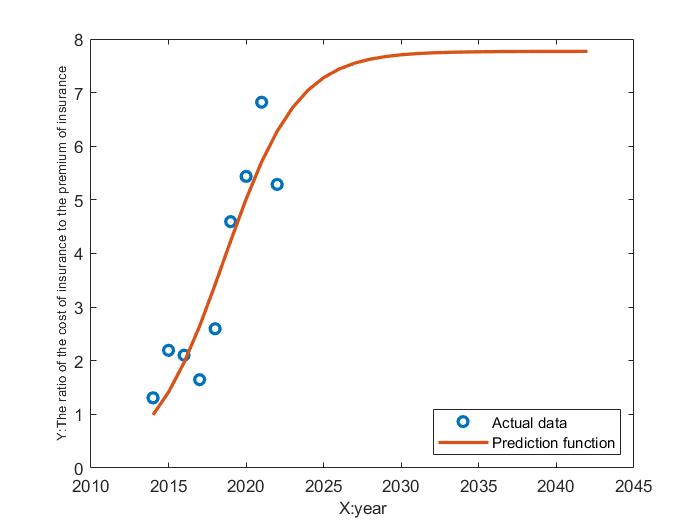 8
7
6
5
4
3
2
1
0
Y:The ratio of the cost of insurance to the premium of insurance
2010 2015 2020 2025 2030 2035 2040 2045
X:year
Actual data
Prediction function